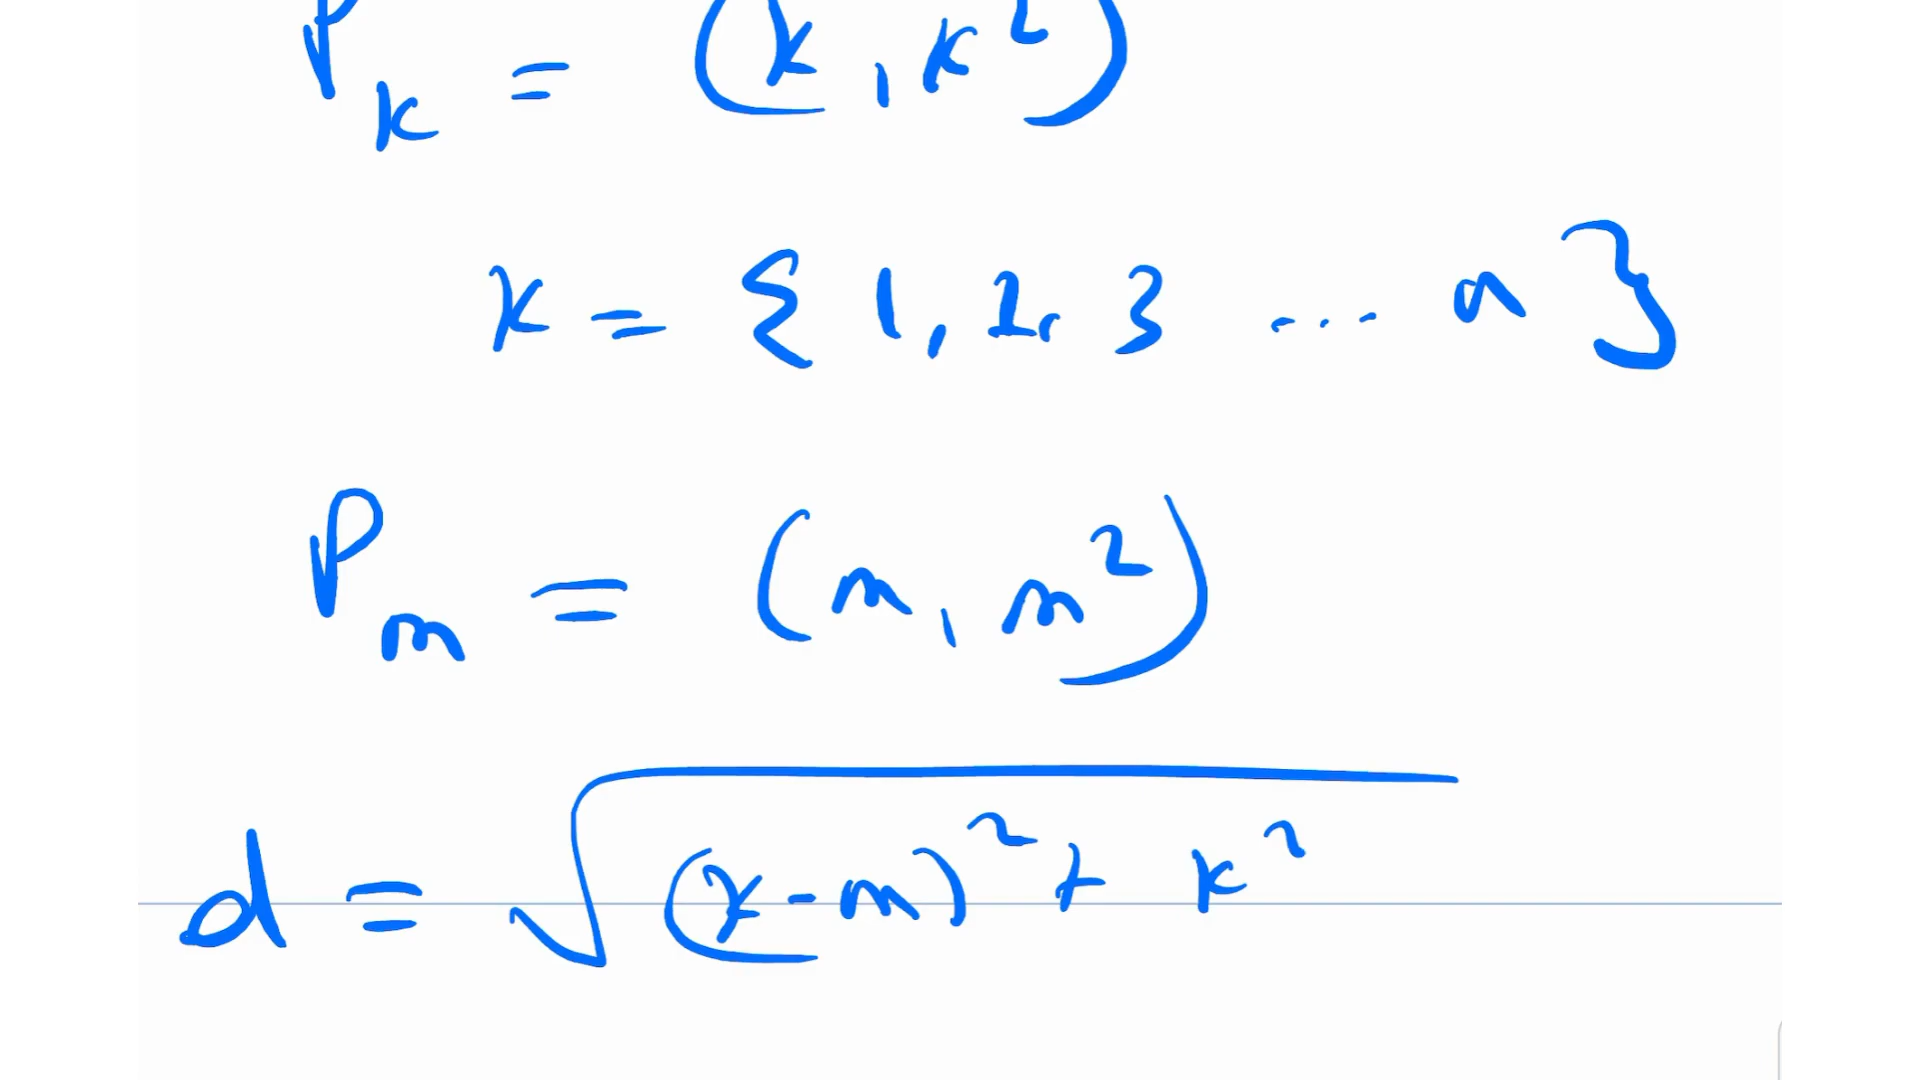 P_k = (k, k²)
k = {1, 2, 3 ... n}
P_m = (m, m²)
d = √((k-m)² + k²